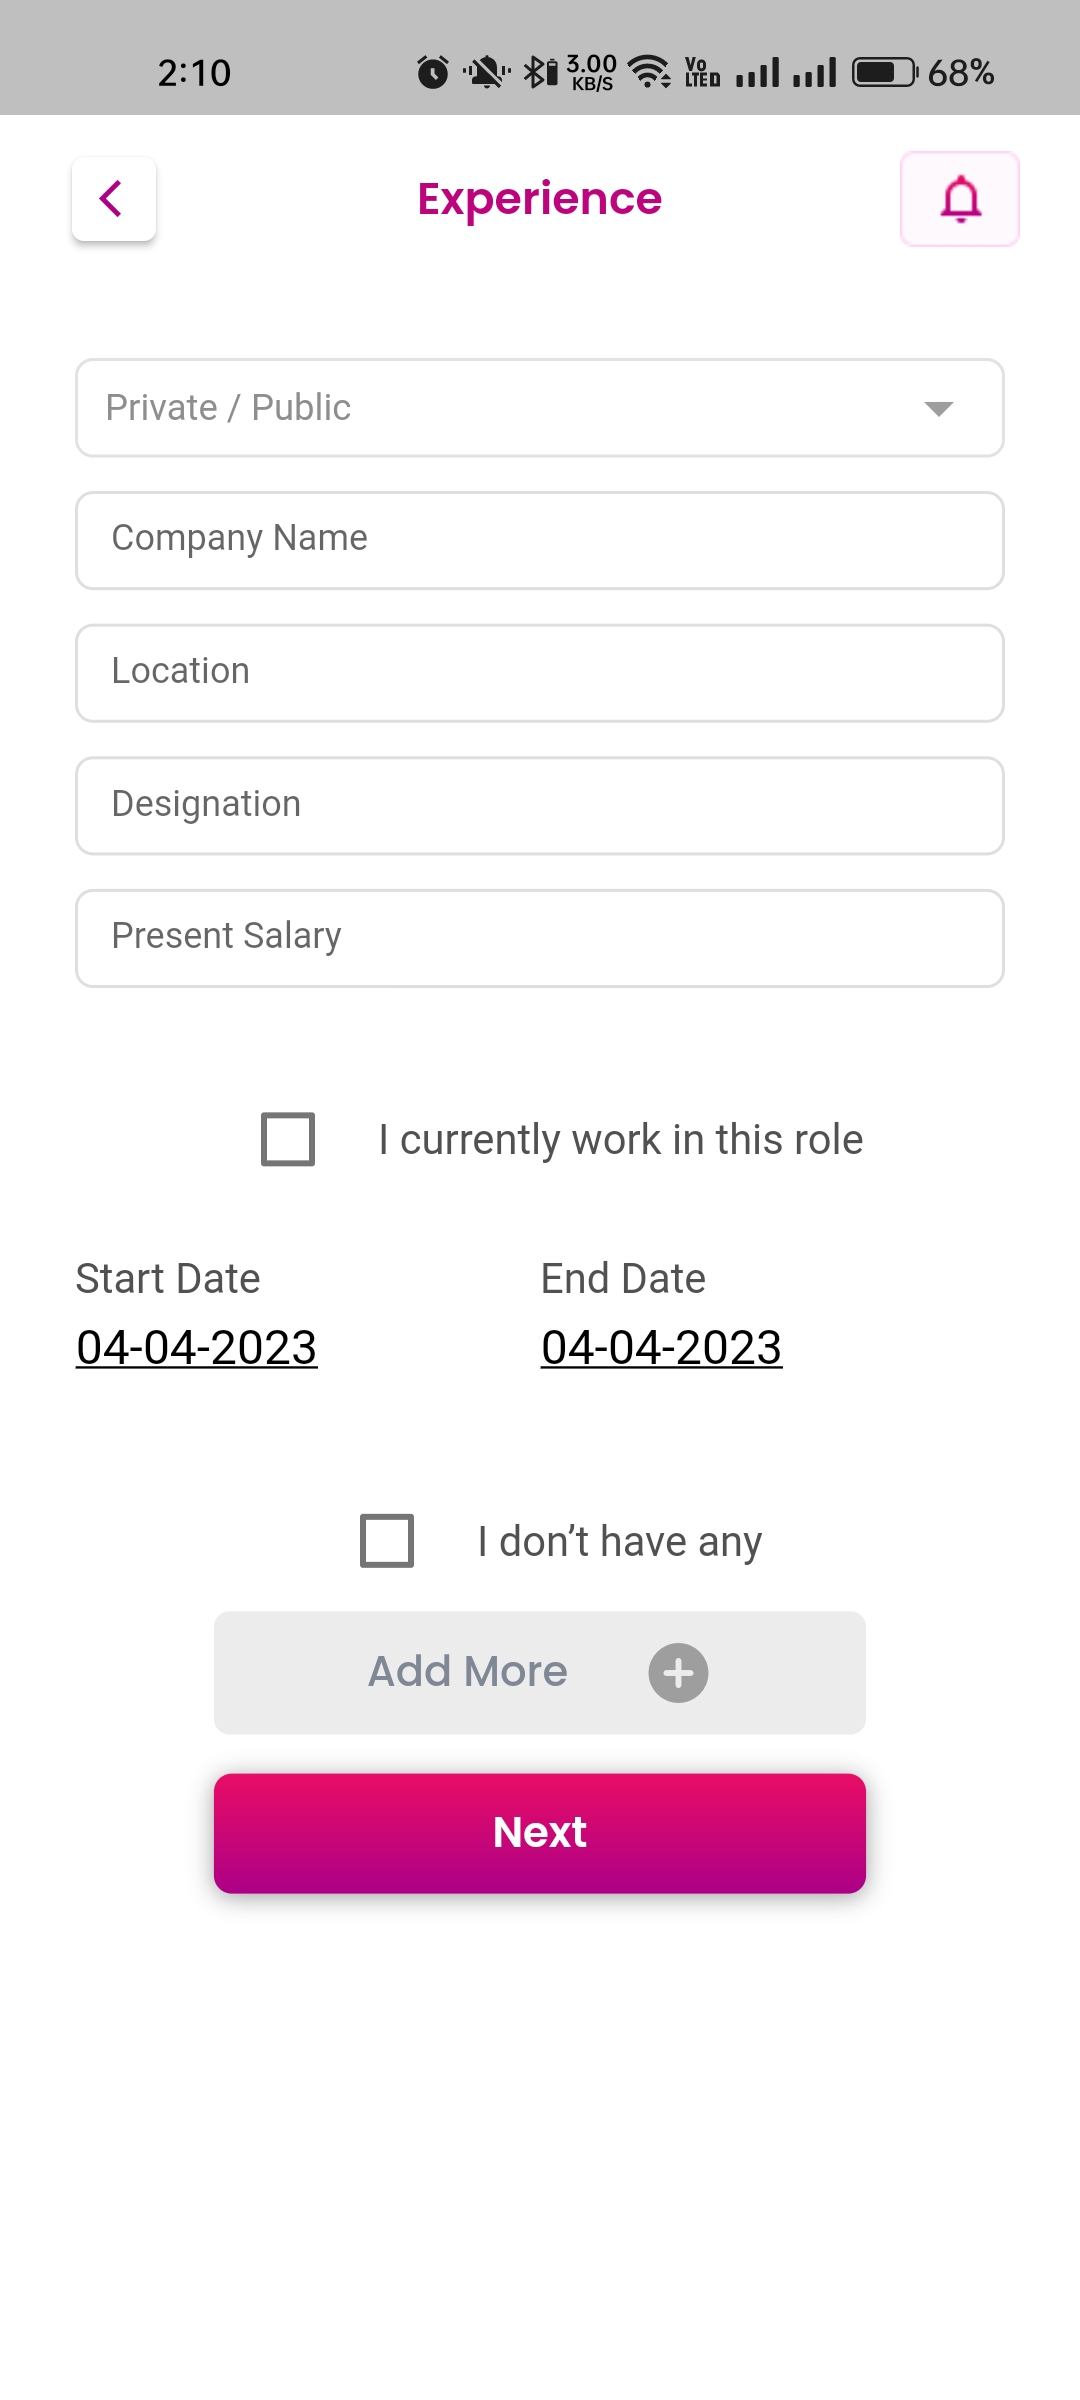 2:10 3.00 KB/S Vo LTED 68%
Experience
Private / Public
Company Name
Location
Designation
Present Salary
I currently work in this role
Start Date End Date
04-04-2023 04-04-2023
I don’t have any
Add More
Next